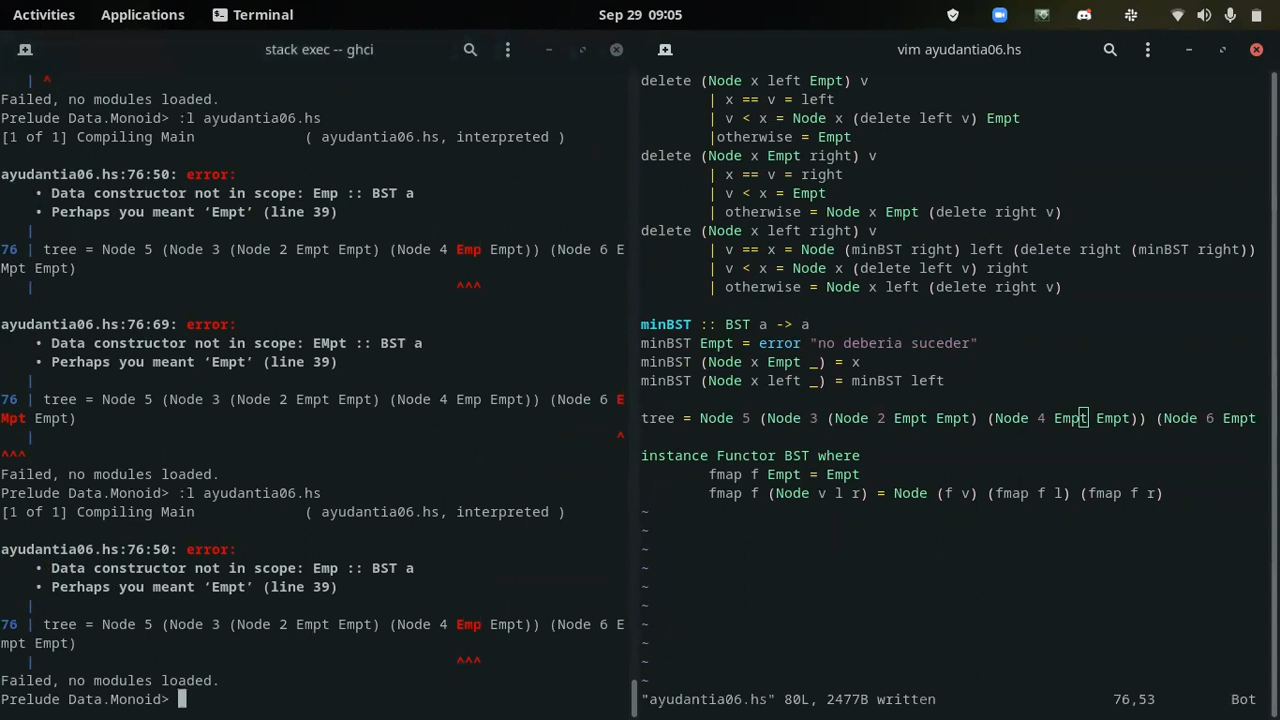 Activities Applications Terminal Sep 29 09:05
stack exec -- ghci
| ^
Failed, no modules loaded.
Prelude Data.Monoid> :l ayudantia06.hs
[1 of 1] Compiling Main ( ayudantia06.hs, interpreted )
ayudantia06.hs:76:50: error:
• Data constructor not in scope: Emp :: BST a
• Perhaps you meant ‘Empt’ (line 39)
|
76 | tree = Node 5 (Node 3 (Node 2 Empt Empt) (Node 4 Emp Empt)) (Node 6 E
Mpt Empt)
| ^^^
ayudantia06.hs:76:69: error:
• Data constructor not in scope: EMpt :: BST a
• Perhaps you meant ‘Empt’ (line 39)
|
76 | tree = Node 5 (Node 3 (Node 2 Empt Empt) (Node 4 Emp Empt)) (Node 6 E
Mpt Empt)
| ^
^^^
Failed, no modules loaded.
Prelude Data.Monoid> :l ayudantia06.hs
[1 of 1] Compiling Main ( ayudantia06.hs, interpreted )
ayudantia06.hs:76:50: error:
• Data constructor not in scope: Emp :: BST a
• Perhaps you meant ‘Empt’ (line 39)
|
76 | tree = Node 5 (Node 3 (Node 2 Empt Empt) (Node 4 Emp Empt)) (Node 6 E
mpt Empt)
| ^^^
Failed, no modules loaded.
Prelude Data.Monoid>
vim ayudantia06.hs
delete (Node x left Empt) v
| x == v = left
| v < x = Node x (delete left v) Empt
|otherwise = Empt
delete (Node x Empt right) v
| x == v = right
| v < x = Empt
| otherwise = Node x Empt (delete right v)
delete (Node x left right) v
| v == x = Node (minBST right) left (delete right (minBST right))
| v < x = Node x (delete left v) right
| otherwise = Node x left (delete right v)
minBST :: BST a -> a
minBST Empt = error "no deberia suceder"
minBST (Node x Empt _) = x
minBST (Node x left _) = minBST left
tree = Node 5 (Node 3 (Node 2 Empt Empt) (Node 4 Empt Empt)) (Node 6 Empt
instance Functor BST where
fmap f Empt = Empt
fmap f (Node v l r) = Node (f v) (fmap f l) (fmap f r)
~
~
~
~
~
~
~
~
~
~
"ayudantia06.hs" 80L, 2477B written 76,53 Bot